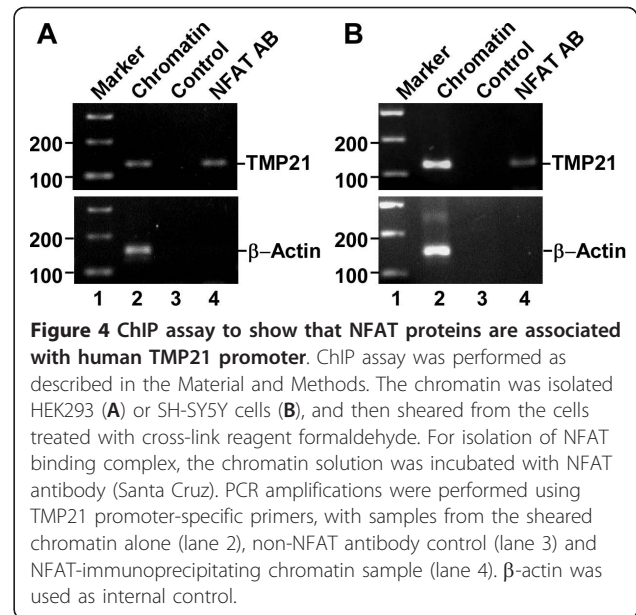 A
B
Marker Chromatin Control NFAT AB
Marker Chromatin Control NFAT AB
200
100
-TMP21
200
100
-TMP21
200
100
-β-Actin
200
100
-β-Actin
1 2 3 4
1 2 3 4
Figure 4 ChIP assay to show that NFAT proteins are associated
with human TMP21 promoter. ChIP assay was performed as
described in the Material and Methods. The chromatin was isolated
HEK293 (A) or SH-SY5Y cells (B), and then sheared from the cells
treated with cross-link reagent formaldehyde. For isolation of NFAT
binding complex, the chromatin solution was incubated with NFAT
antibody (Santa Cruz). PCR amplifications were performed using
TMP21 promoter-specific primers, with samples from the sheared
chromatin alone (lane 2), non-NFAT antibody control (lane 3) and
NFAT-immunoprecipitating chromatin sample (lane 4). β-actin was
used as internal control.